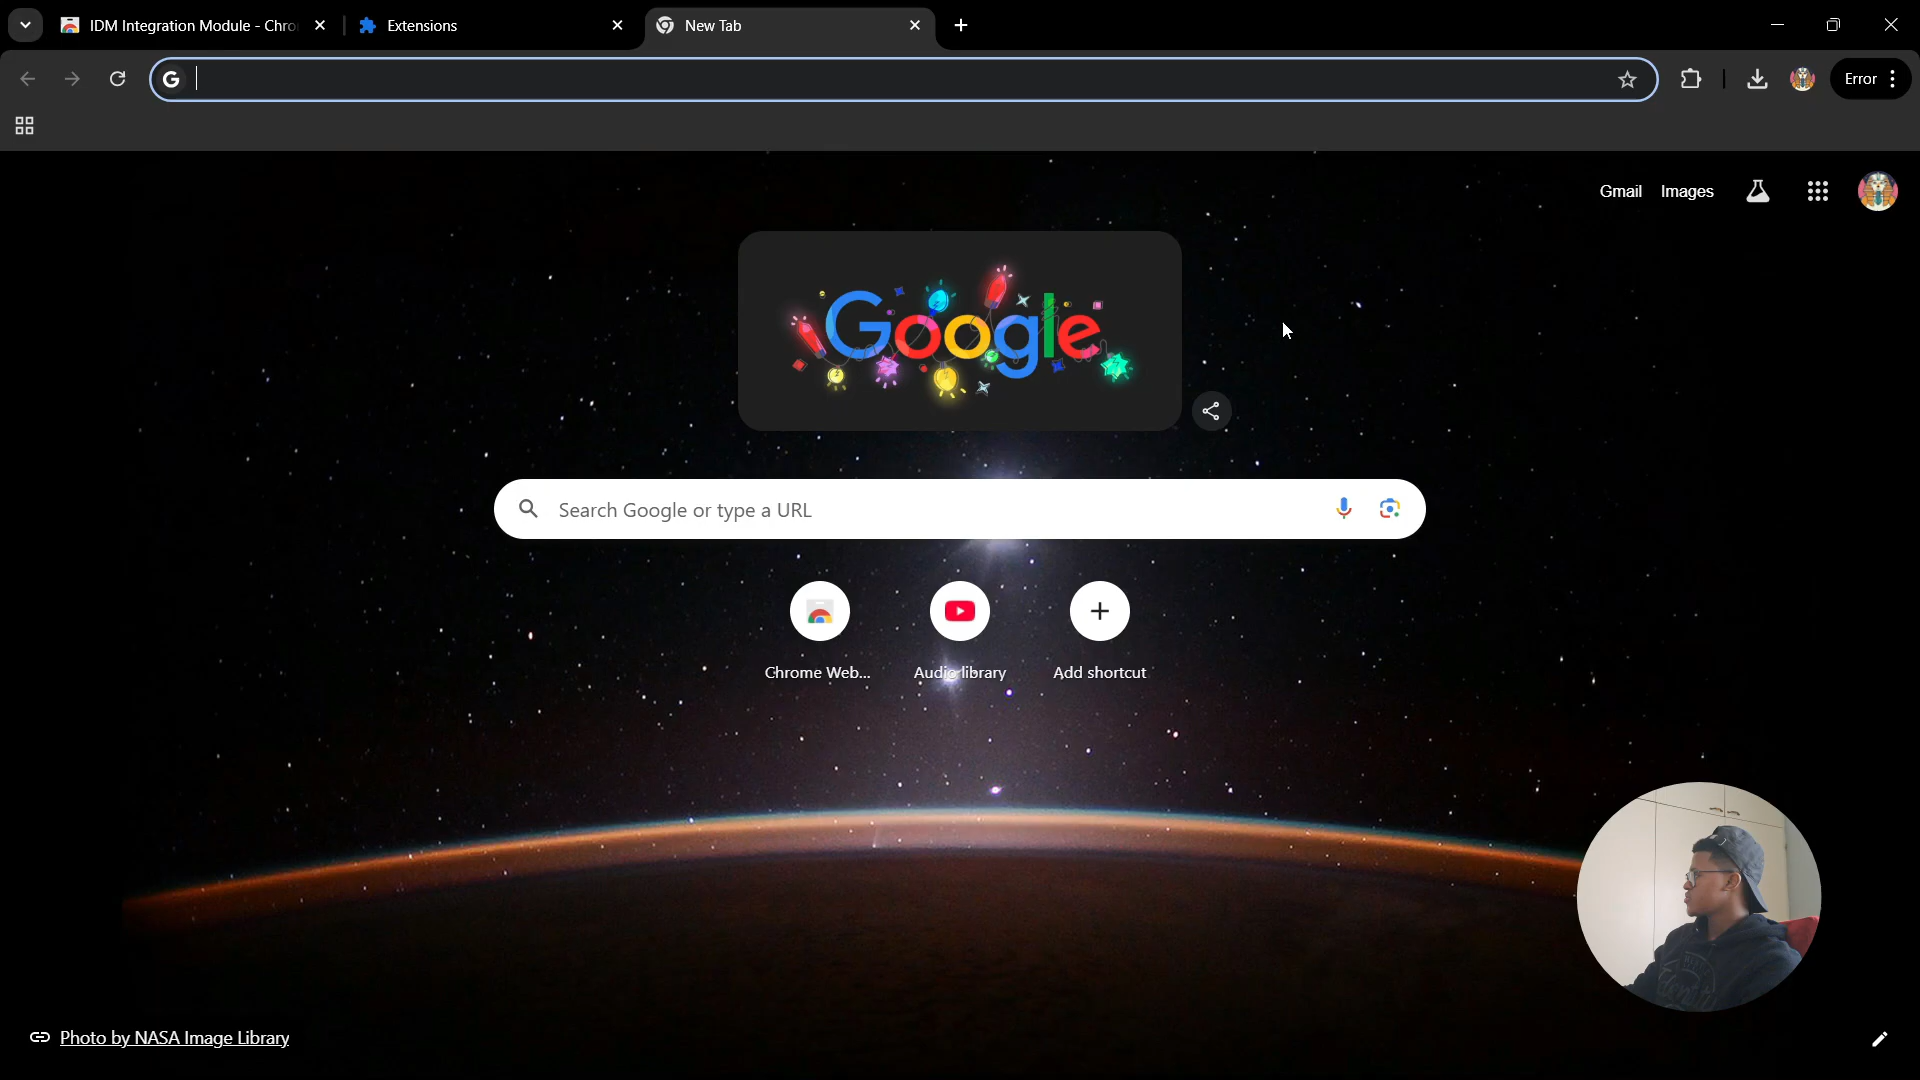 IDM Integration Module - Chro
Extensions
New Tab
Error
Gmail
Images
Google
Search Google or type a URL
Chrome Web...
Audio library
Add shortcut
Photo by NASA Image Library